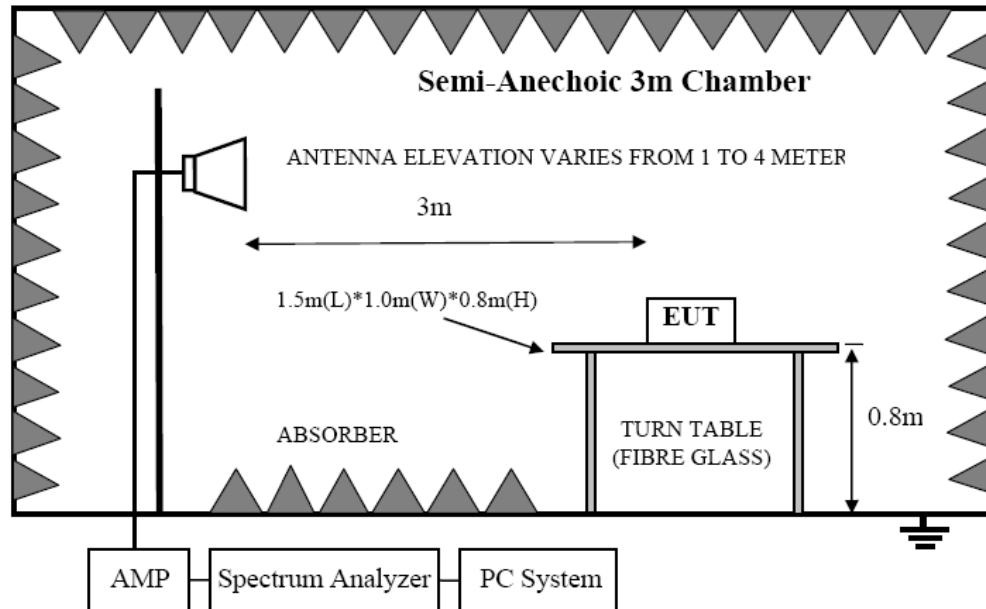 Semi-Anechoic 3m Chamber
ANTENNA ELEVATION VARIES FROM 1 TO 4 METER
3m
1.5m(L)*1.0m(W)*0.8m(H)
EUT
0.8m
ABSORBER
TURN TABLE
(FIBRE GLASS)
AMP
Spectrum Analyzer
PC System